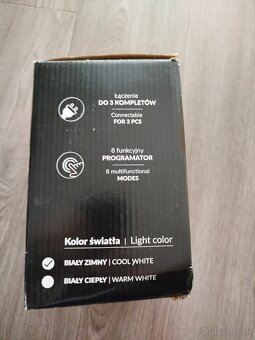 Łączenie
DO 3 KOMPLETÓW
Connectable
FOR 3 PCS
8 funkcyjny
PROGRAMATOR
8 multifunctional
MODES
Kolor światła | Light color
BIAŁY ZIMNY | COOL WHITE
BIAŁY CIEPŁY | WARM WHITE